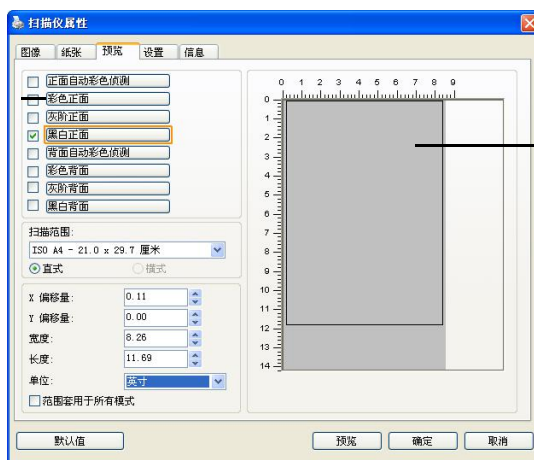 扫描仪属性
图像 纸张 预览 设置 信息
正面自动彩色侦测
彩色正面
灰阶正面
黑白正面
背面自动彩色侦测
彩色背面
灰阶背面
黑白背面
扫描范围:
ISO A4 - 21.0 x 29.7 厘米
直式 横式
X 偏移量: 0.11
Y 偏移量: 0.00
宽度: 8.26
长度: 11.69
单位: 英寸
范围套用于所有模式
0 1 2 3 4 5 6 7 8 9
0
1
2
3
4
5
6
7
8
9
10
11
12
13
14
默认值 预览 确定 取消